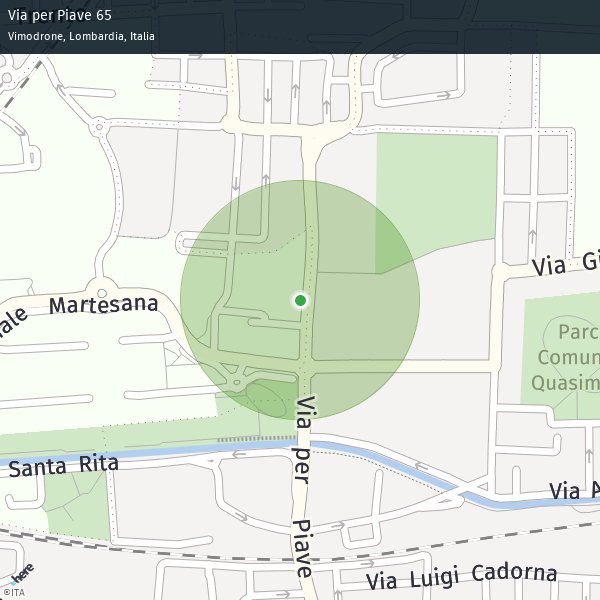 Via per Piave 65
Vimodrone, Lombardia, Italia
Via Gi
Martesana
ale
Parc
Comun
Quasim
Via per Piave
Santa Rita
Via A
Via Luigi Cadorna
here
©ITA